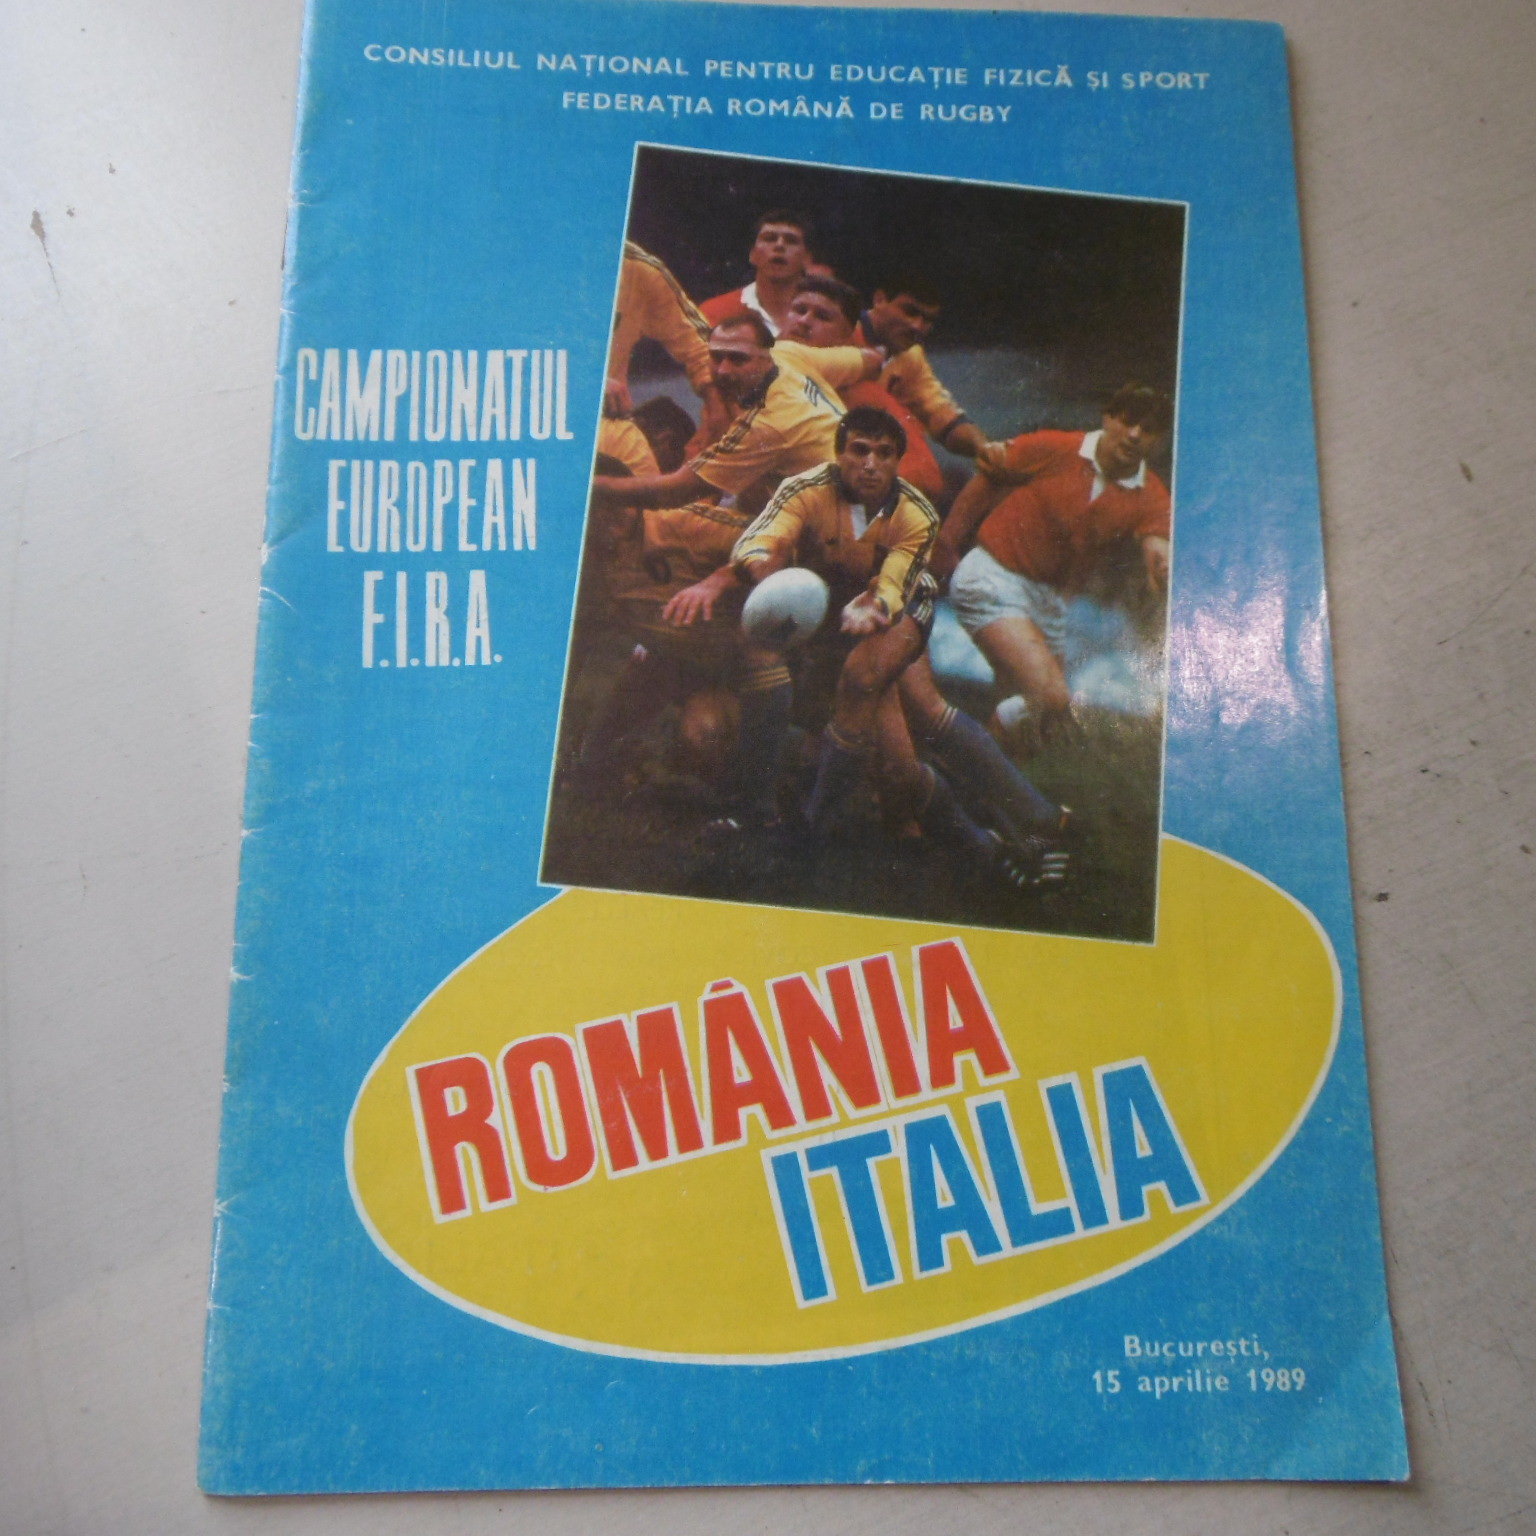 CONSILIUL NAȚIONAL PENTRU EDUCAȚIE FIZICĂ ȘI SPORT
FEDERAȚIA ROMÂNĂ DE RUGBY
CAMPIONATUL
EUROPEAN
F.I.R.A.
ROMÂNIA
ITALIA
București,
15 aprilie 1989